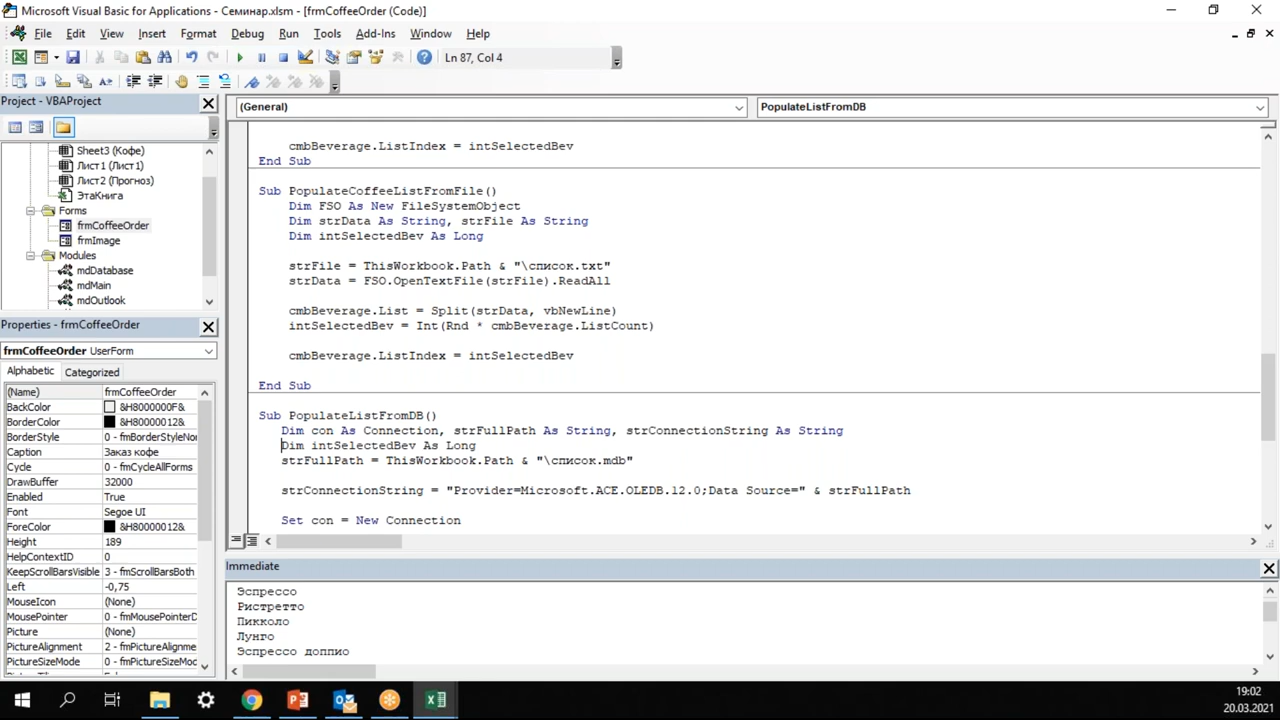 Microsoft Visual Basic for Applications - Семинар.xlsm - [frmCoffeeOrder (Code)]
File Edit View Insert Format Debug Run Tools Add-Ins Window Help
Ln 87, Col 4
Project - VBAProject
(General)
PopulateListFromDB
Sheet3 (Кофе)
Лист1 (Лист1)
Лист2 (Прогноз)
ЭтаКнига
Forms
frmCoffeeOrder
frmImage
Modules
mdDatabase
mdMain
mdOutlook
cmbBeverage.ListIndex = intSelectedBev
End Sub
Sub PopulateCoffeeListFromFile()
Dim FSO As New FileSystemObject
Dim strData As String, strFile As String
Dim intSelectedBev As Long
strFile = ThisWorkbook.Path & "\список.txt"
strData = FSO.OpenTextFile(strFile).ReadAll
cmbBeverage.List = Split(strData, vbNewLine)
intSelectedBev = Int(Rnd * cmbBeverage.ListCount)
cmbBeverage.ListIndex = intSelectedBev
End Sub
Sub PopulateListFromDB()
Dim con As Connection, strFullPath As String, strConnectionString As String
Dim intSelectedBev As Long
strFullPath = ThisWorkbook.Path & "\список.mdb"
strConnectionString = "Provider=Microsoft.ACE.OLEDB.12.0;Data Source=" & strFullPath
Set con = New Connection
Properties - frmCoffeeOrder
frmCoffeeOrder UserForm
Alphabetic Categorized
(Name) frmCoffeeOrder
BackColor &H8000000F&
BorderColor &H80000012&
BorderStyle 0 - fmBorderStyleNo
Caption Заказ кофе
Cycle 0 - fmCycleAllForms
DrawBuffer 32000
Enabled True
Font Segoe UI
ForeColor &H80000012&
Height 189
HelpContextID 0
KeepScrollBarsVisible 3 - fmScrollBarsBoth
Left -0,75
MouseIcon (None)
MousePointer 0 - fmMousePointerD
Picture (None)
PictureAlignment 2 - fmPictureAlignme
PictureSizeMode 0 - fmPictureSizeMod
Immediate
Эспрессо
Ристретто
Пикколо
Лунго
Эспрессо доппио
19:02
20.03.2021